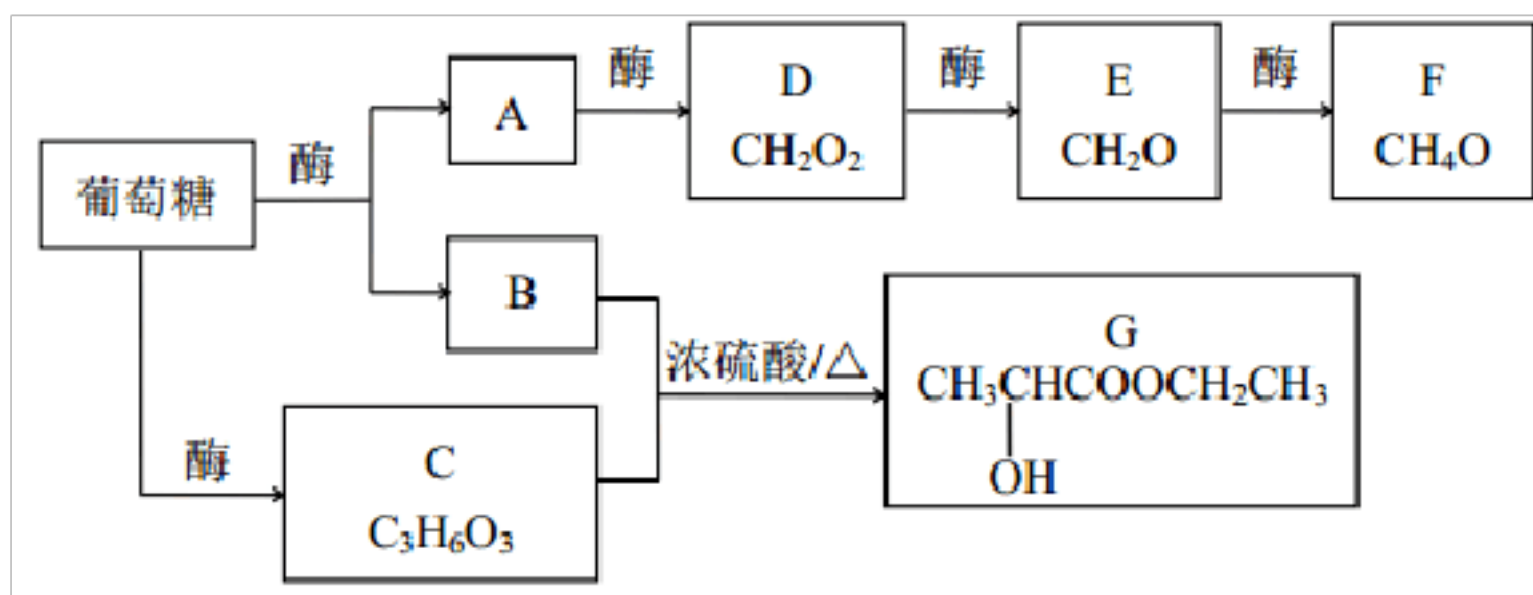 葡萄糖
酶
A
酶
D
CH₂O₂
酶
E
CH₂O
酶
F
CH₄O
B
酶
C
C₃H₆O₃
浓硫酸/△
G
CH₃CHCOOCH₂CH₃
OH